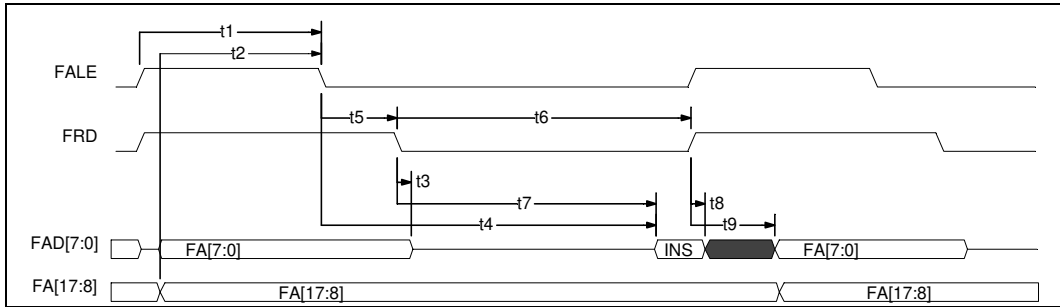 t1
t2
FALE
t5
t6
FRD
t3
t7
t8
t4
t9
FAD[7:0]
FA[7:0]
INS
FA[7:0]
FA[17:8]
FA[17:8]
FA[17:8]